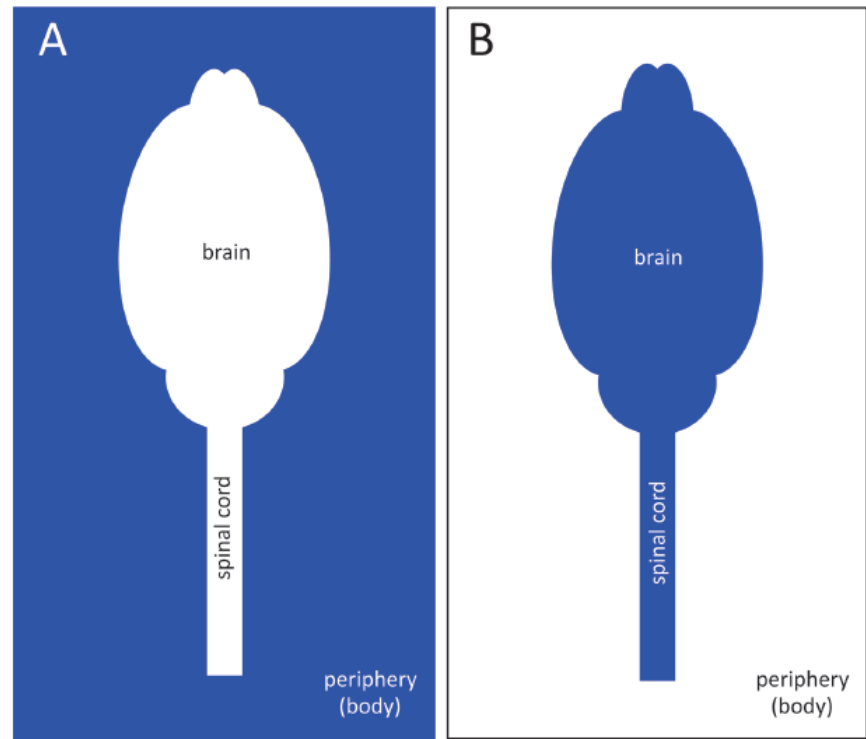 A
brain
spinal cord
periphery
(body)
B
brain
spinal cord
periphery
(body)